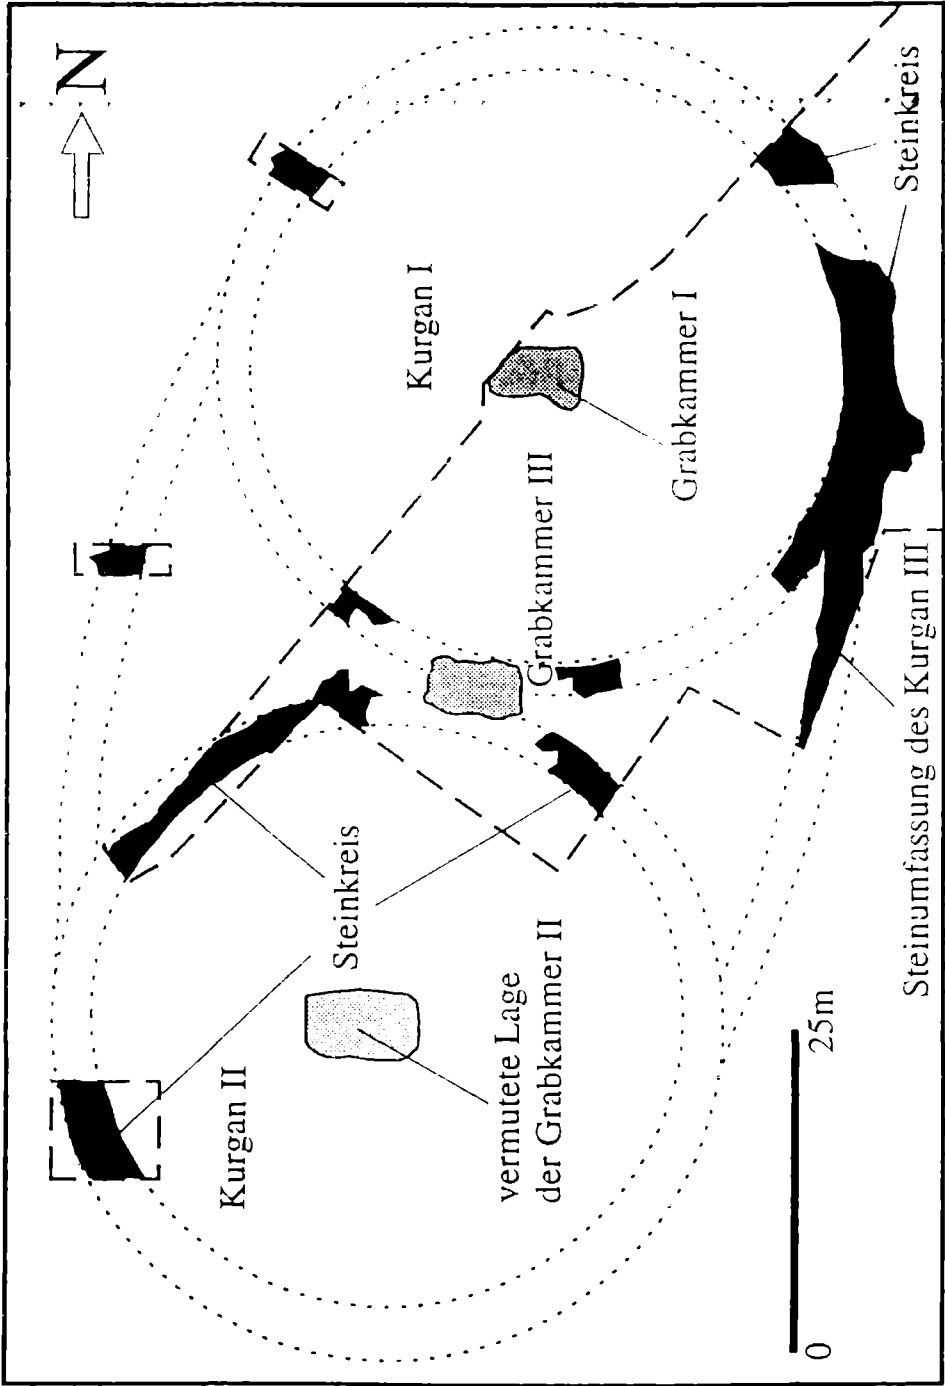 N
Steinkreis
Kurgan I
Grabkammer I
Grabkammer III
Steinumfassung des Kurgan III
Steinkreis
vermutete Lage
der Grabkammer II
Kurgan II
0
25m